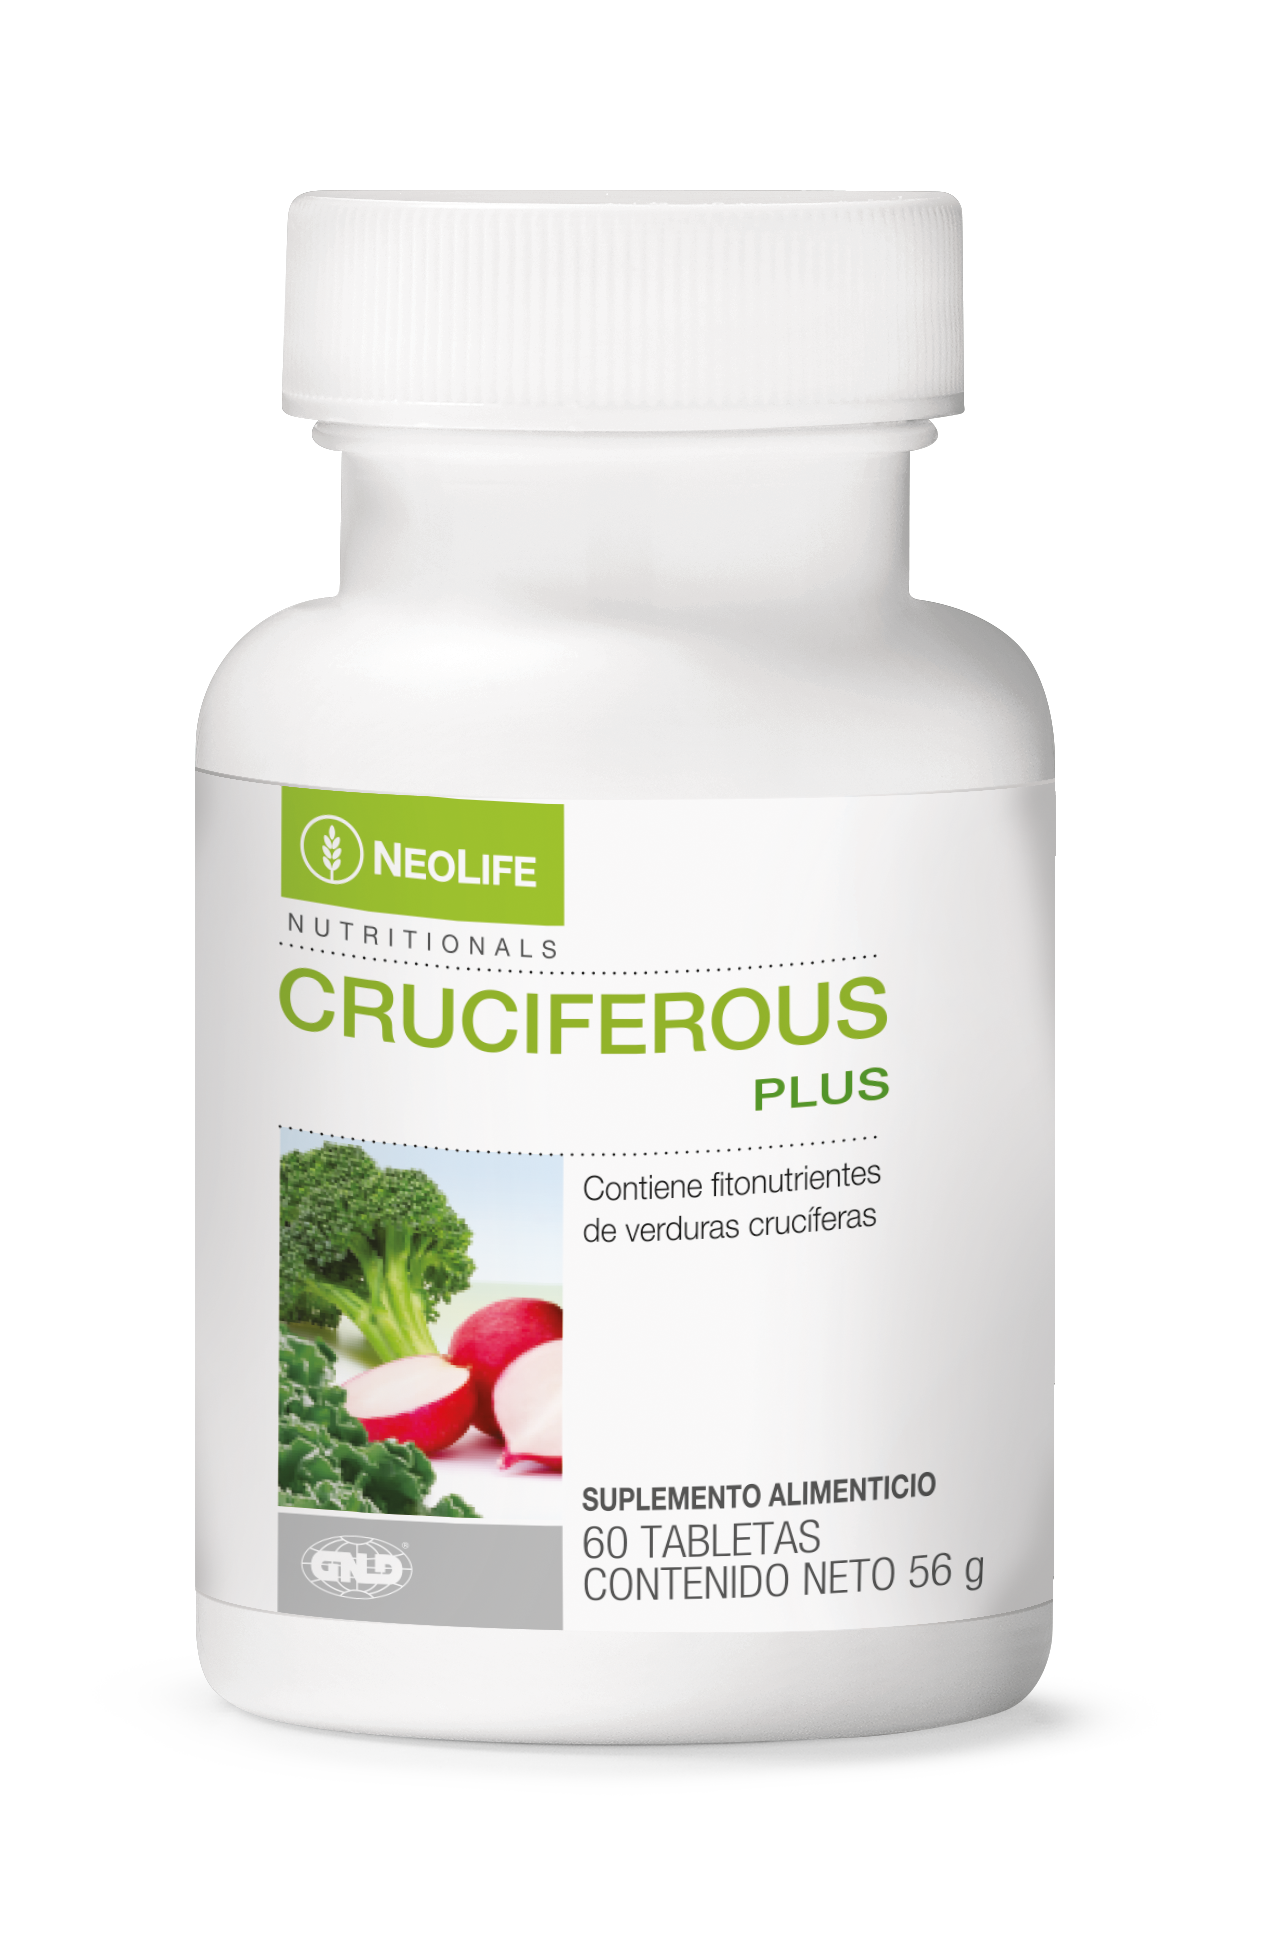 NEOLIFE
NUTRITIONALS
CRUCIFEROUS
PLUS
Contiene fitonutrientes
de verduras crucíferas
SUPLEMENTO ALIMENTICIO
60 TABLETAS
CONTENIDO NETO 56 g
GNLD®